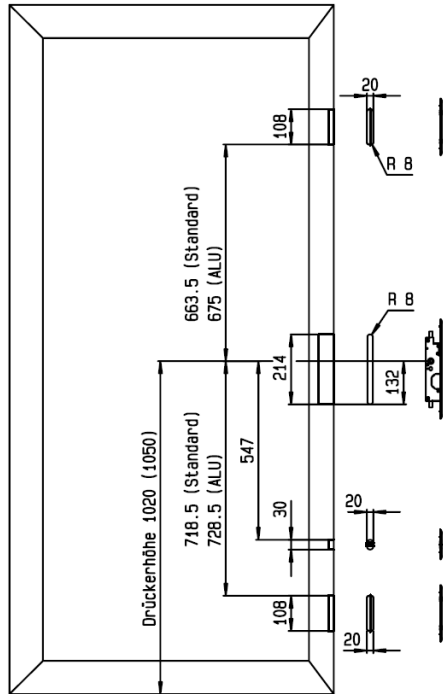 20
108
R 8
663.5 (Standard)
675 (ALU)
R 8
214
132
Drückerhöhe 1020 (1050)
718.5 (Standard)
728.5 (ALU)
547
30
20
108
20